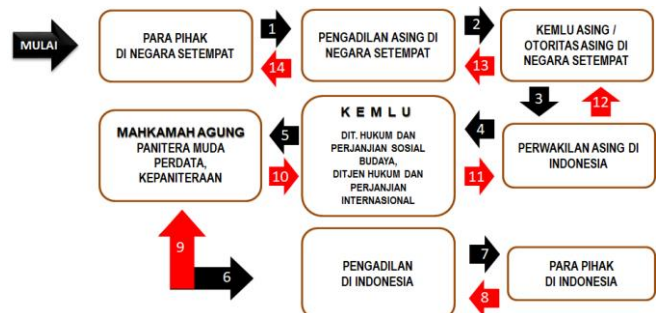 MULAI
PARA PIHAK
DI NEGARA SETEMPAT
1
14
PENGADILAN ASING DI
NEGARA SETEMPAT
2
13
KEMLU ASING /
OTORITAS ASING DI
NEGARA SETEMPAT
3
12
MAHKAMAH AGUNG
PANITERA MUDA
PERDATA,
KEPANITERAAN
5
10
KEMLU
DIT. HUKUM DAN
PERJANJIAN SOSIAL
BUDAYA,
DITJEN HUKUM DAN
PERJANJIAN
INTERNASIONAL
4
11
PERWAKILAN ASING DI
INDONESIA
9
6
PENGADILAN
DI INDONESIA
7
8
PARA PIHAK
DI INDONESIA